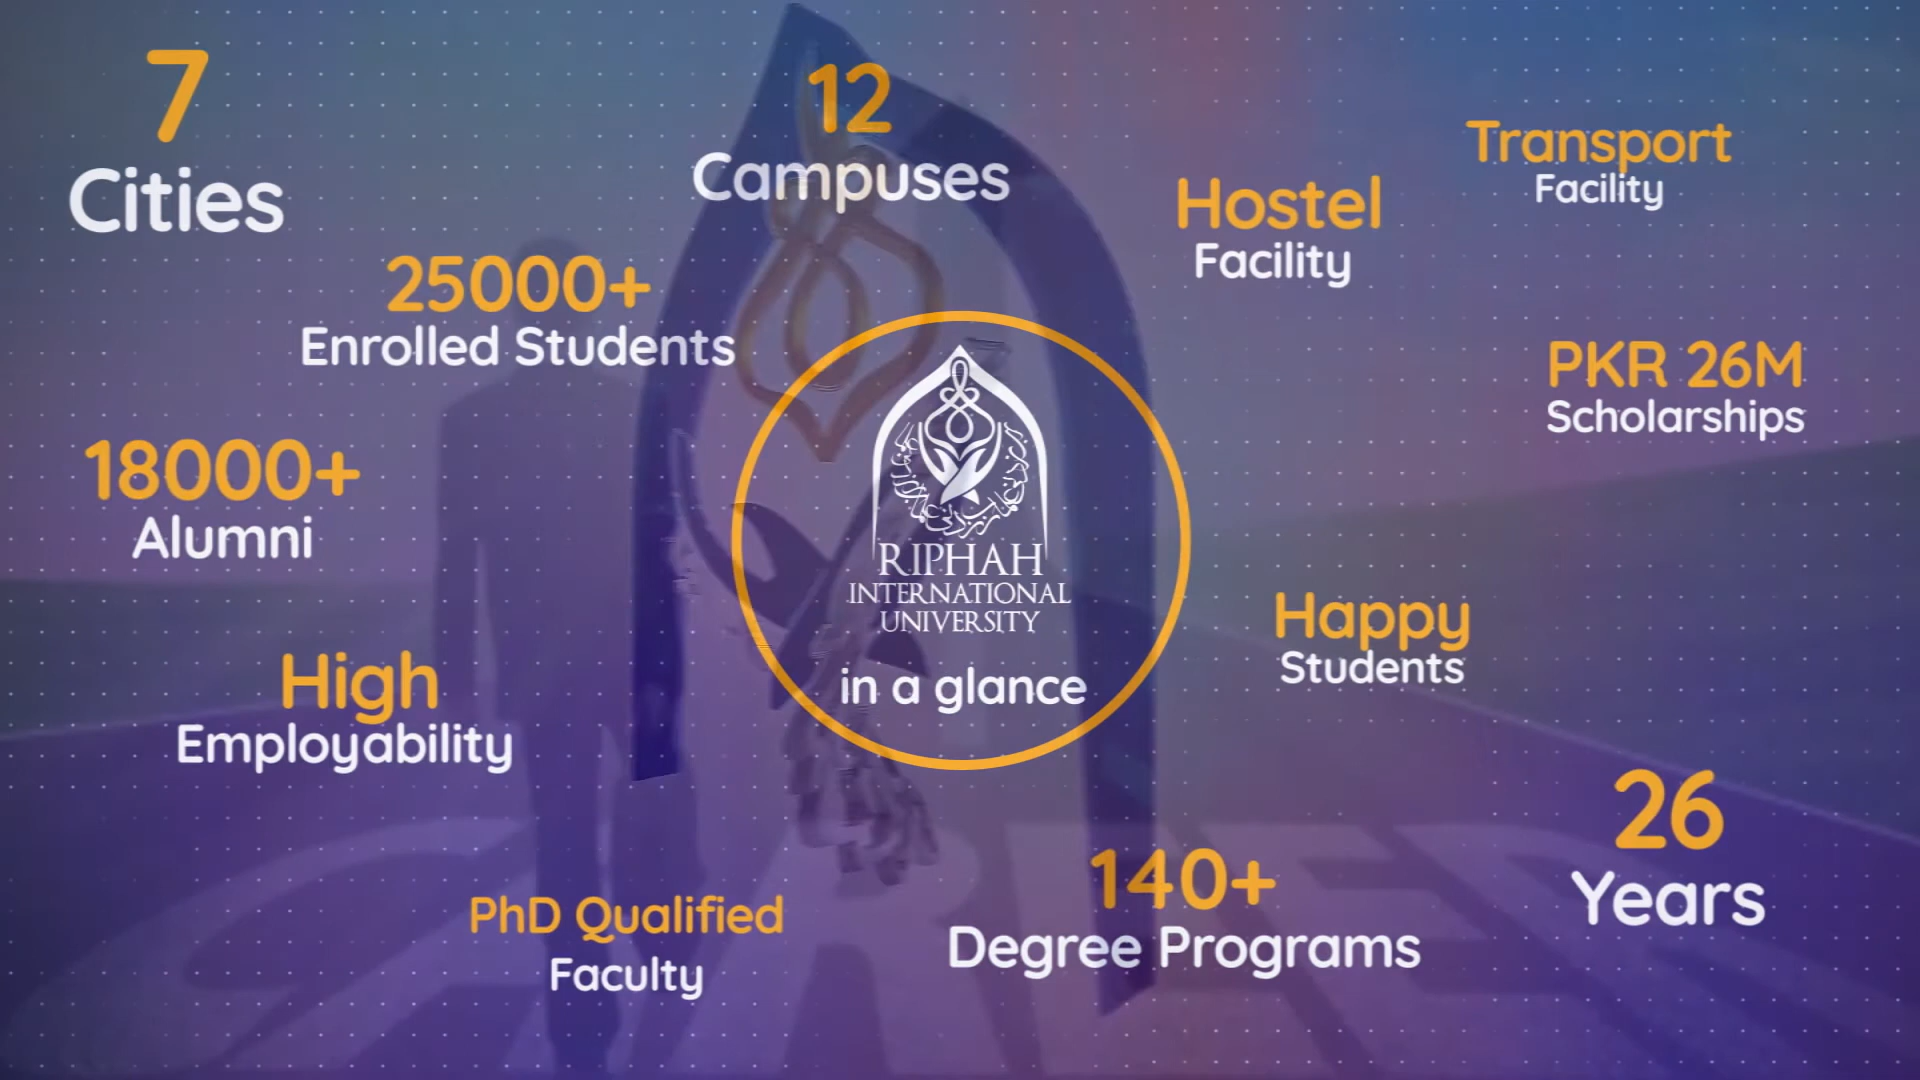 7
Cities
12
Campuses
Transport
Facility
Hostel
Facility
25000+
Enrolled Students
PKR 26M
Scholarships
18000+
Alumni
RIPHAH
INTERNATIONAL
UNIVERSITY
in a glance
Happy
Students
High
Employability
26
Years
140+
Degree Programs
PhD Qualified
Faculty